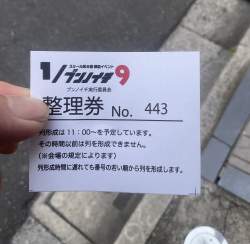 1/ブンノイチ9
ブンノイチ実行委員会
整理券 No. 443
列形成は11:00〜を予定しています。
その時間以前は列を形成できません。
(※会場の規定によります)
列形成時間に遅れても番号の若い順から列を形成します。